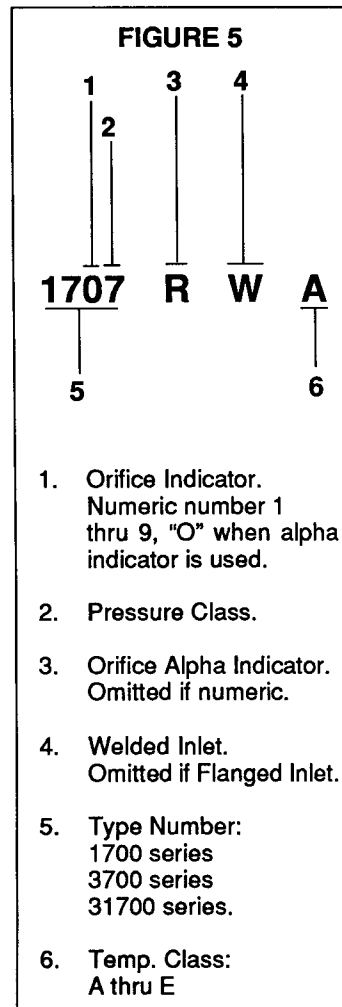 FIGURE 5
1 3 4
2
1707 R W A
5 6
1. Orifice Indicator.
Numeric number 1
thru 9, "O" when alpha
indicator is used.
2. Pressure Class.
3. Orifice Alpha Indicator.
Omitted if numeric.
4. Welded Inlet.
Omitted if Flanged Inlet.
5. Type Number:
1700 series
3700 series
31700 series.
6. Temp. Class:
A thru E